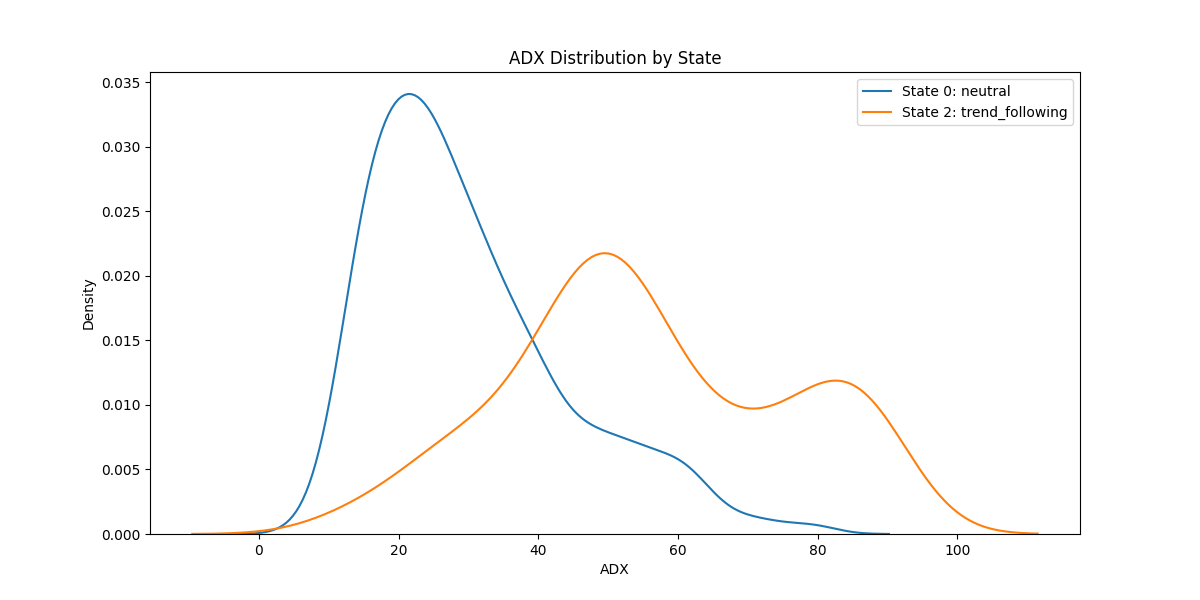 ADX Distribution by State
State 0: neutral
State 2: trend_following
Density
0.035
0.030
0.025
0.020
0.015
0.010
0.005
0.000
0 20 40 60 80 100
ADX